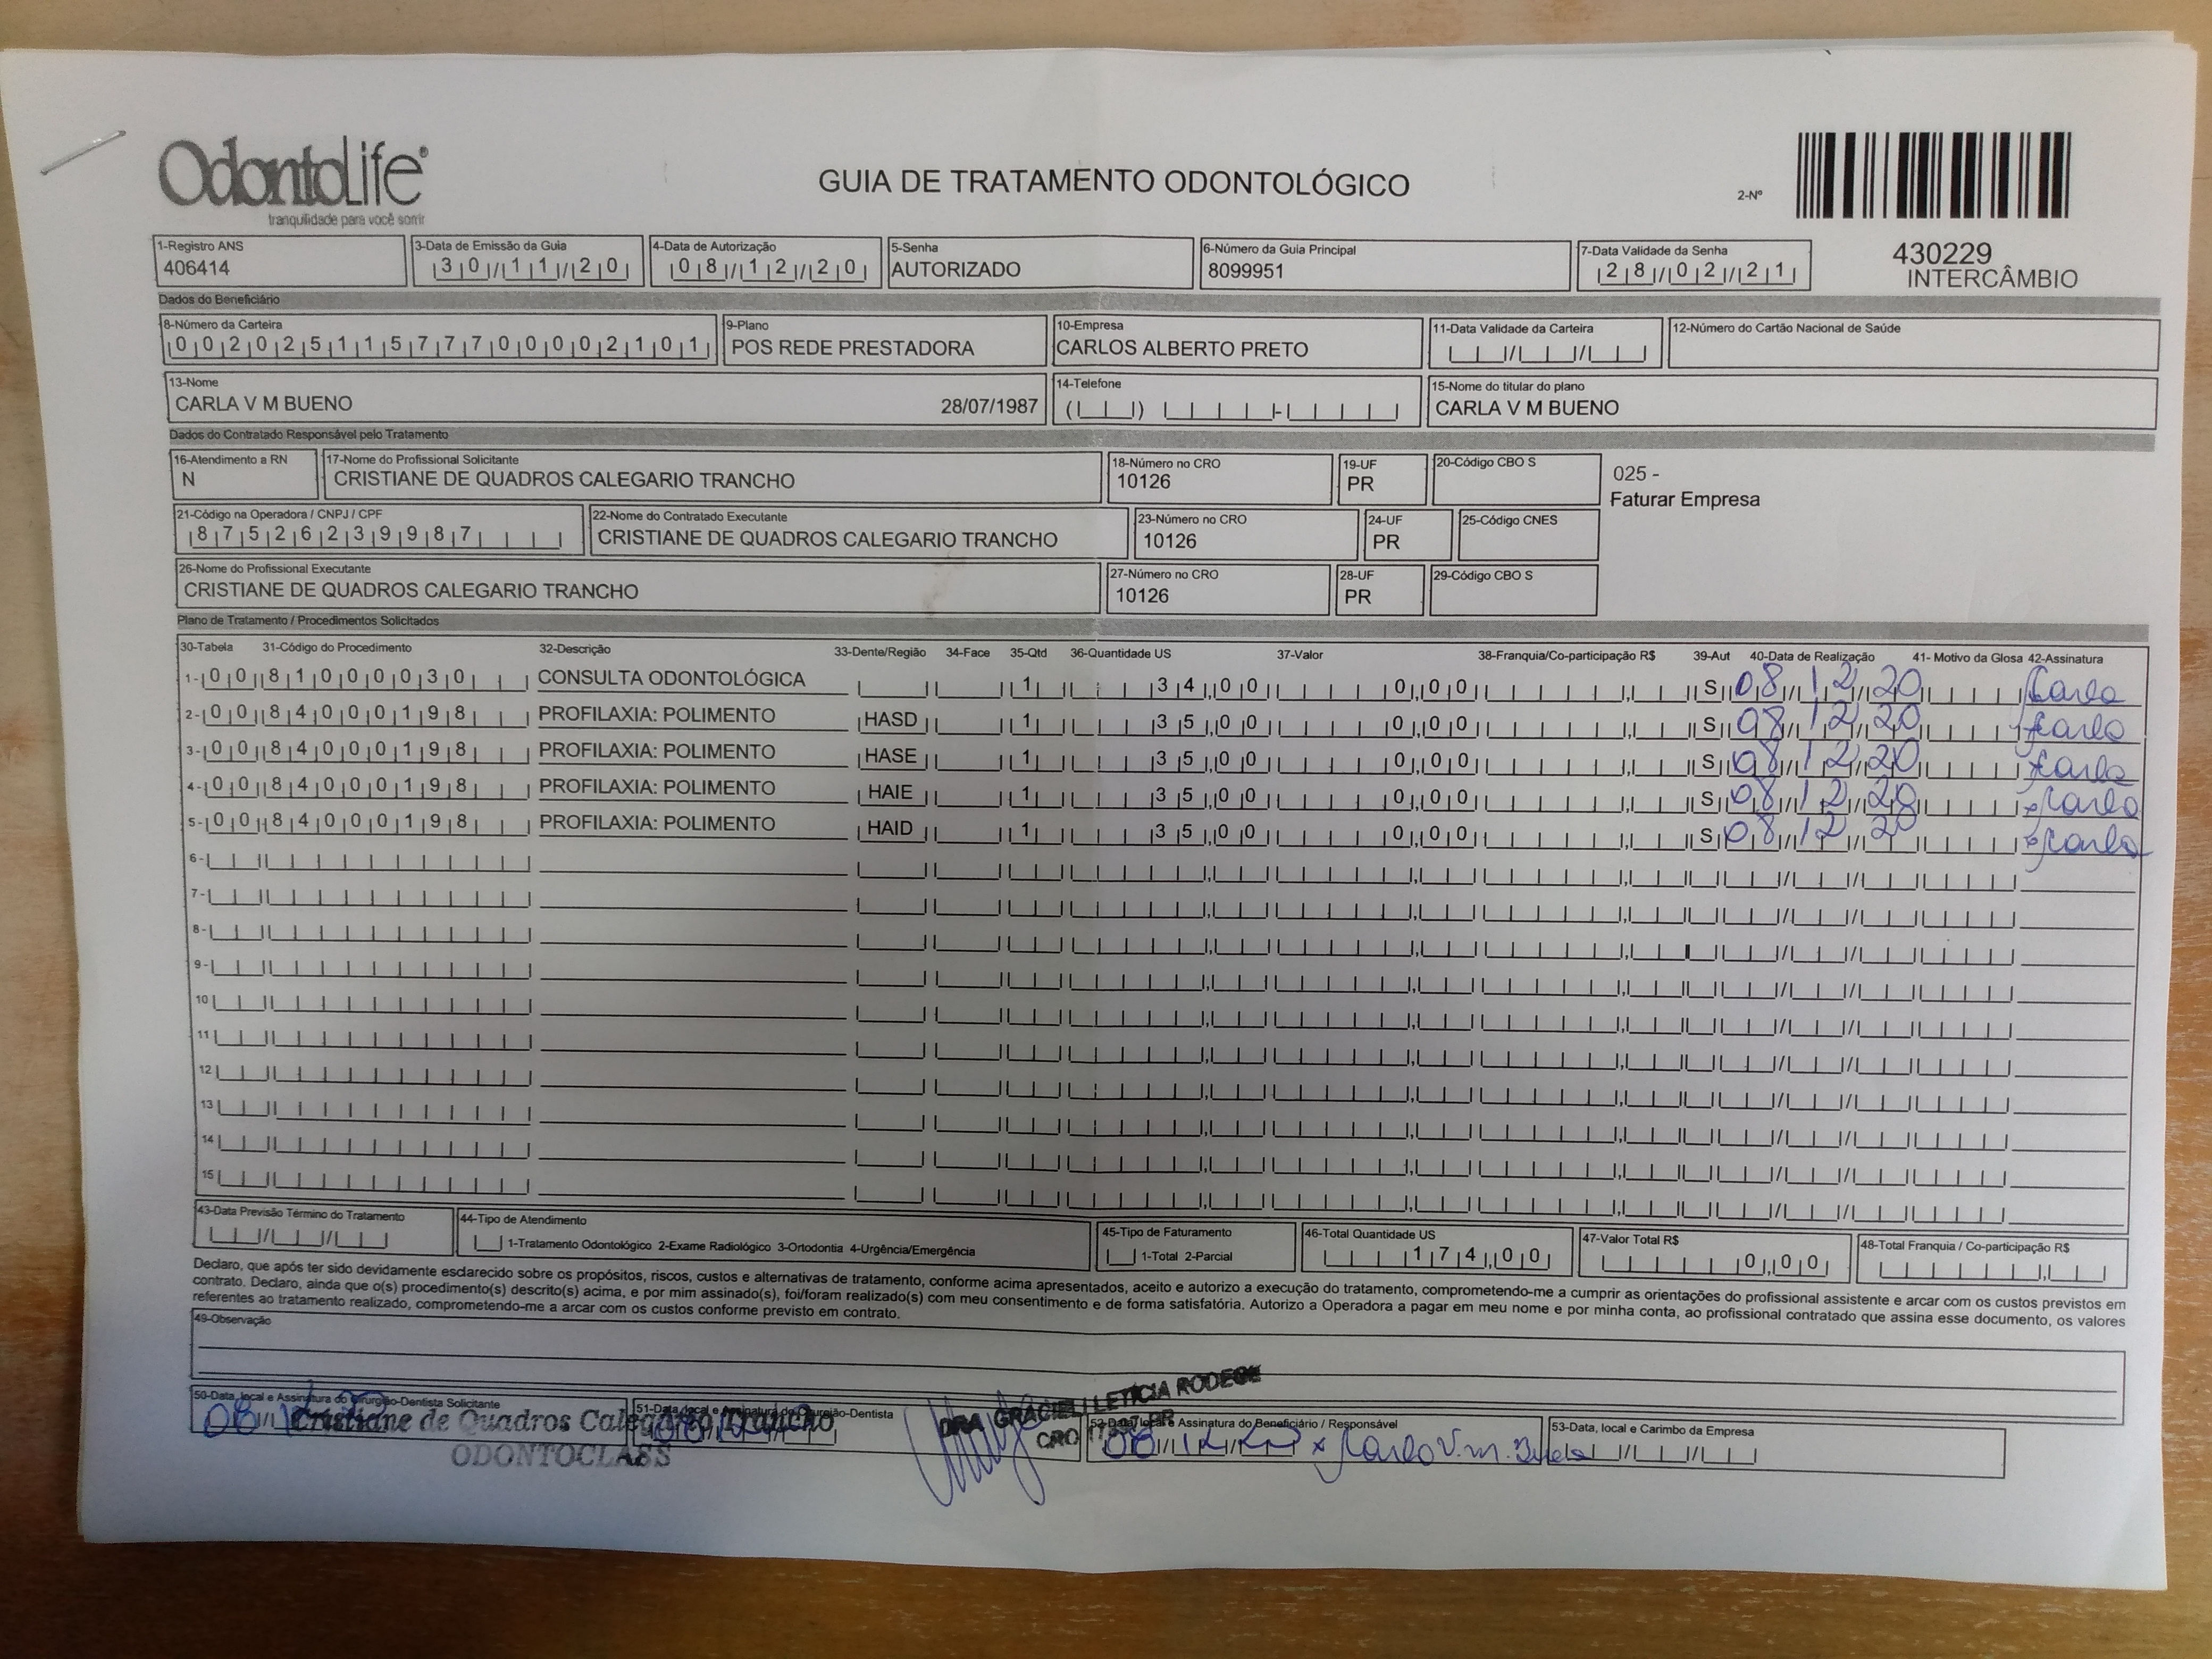 OdontoLife®
tranquilidade para você sorrir
GUIA DE TRATAMENTO ODONTOLÓGICO
2-Nº
430229
INTERCÂMBIO
1-Registro ANS
406414
3-Data de Emissão da Guia
30/11/20
4-Data de Autorização
08/12/20
5-Senha
AUTORIZADO
6-Número da Guia Principal
8099951
7-Data Validade da Senha
28/02/21
Dados do Beneficiário
8-Número da Carteira
00202511577700002101
9-Plano
POS REDE PRESTADORA
10-Empresa
CARLOS ALBERTO PRETO
11-Data Validade da Carteira
12-Número do Cartão Nacional de Saúde
13-Nome
CARLA V M BUENO 28/07/1987
14-Telefone
15-Nome do titular do plano
CARLA V M BUENO
Dados do Contratado Responsável pelo Tratamento
16-Atendimento a RN
N
17-Nome do Profissional Solicitante
CRISTIANE DE QUADROS CALEGARIO TRANCHO
18-Número no CRO
10126
19-UF
PR
20-Código CBO S
025 -
Faturar Empresa
21-Código na Operadora / CNPJ / CPF
87526239987
22-Nome do Contratado Executante
CRISTIANE DE QUADROS CALEGARIO TRANCHO
23-Número no CRO
10126
24-UF
PR
25-Código CNES
26-Nome do Profissional Executante
CRISTIANE DE QUADROS CALEGARIO TRANCHO
27-Número no CRO
10126
28-UF
PR
29-Código CBO S
Plano de Tratamento / Procedimentos Solicitados
30-Tabela 31-Código do Procedimento 32-Descrição 33-Dente/Região 34-Face 35-Qtd 36-Quantidade US 37-Valor 38-Franquia/Co-participação R$ 39-Aut 40-Data de Realização 41- Motivo da Glosa 42-Assinatura
1- 00 81000030 CONSULTA ODONTOLÓGICA 1 34,00 0,00 S 08/12/20 Carla
2- 00 84000198 PROFILAXIA: POLIMENTO HASD 1 35,00 0,00 S 08/12/20 Carla
3- 00 84000198 PROFILAXIA: POLIMENTO HASE 1 35,00 0,00 S 08/12/20 Carla
4- 00 84000198 PROFILAXIA: POLIMENTO HAIE 1 35,00 0,00 S 08/12/20 Carla
5- 00 84000198 PROFILAXIA: POLIMENTO HAID 1 35,00 0,00 S 08/12/20 Carla
6-
7-
8-
9-
10
11
12
13
14
15
43-Data Previsão Término do Tratamento
44-Tipo de Atendimento
1-Tratamento Odontológico 2-Exame Radiológico 3-Ortodontia 4-Urgência/Emergência
45-Tipo de Faturamento
1-Total 2-Parcial
46-Total Quantidade US
174,00
47-Valor Total R$
0,00
48-Total Franquia / Co-participação R$
Declaro, que após ter sido devidamente esclarecido sobre os propósitos, riscos, custos e alternativas de tratamento, conforme acima apresentados, aceito e autorizo a execução do tratamento, comprometendo-me a cumprir as orientações do profissional assistente e arcar com os custos previstos em
contrato. Declaro, ainda que o(s) procedimento(s) descrito(s) acima, e por mim assinado(s), foi/foram realizado(s) com meu consentimento e de forma satisfatória. Autorizo a Operadora a pagar em meu nome e por minha conta, ao profissional contratado que assina esse documento, os valores
referentes ao tratamento realizado, comprometendo-me a arcar com os custos conforme previsto em contrato.
49-Observação
50-Data, local e Assinatura do Cirurgião-Dentista Solicitante
Cristiane de Quadros Calegario Trancho
ODONTOCLASS
51-Data, local e Assinatura do Cirurgião-Dentista
DRA. GRACIELI LETÍCIA RODEGE
CRO PR
52-Data, local e Assinatura do Beneficiário / Responsável
08/12/20 x Carla V. M. Bueno
53-Data, local e Carimbo da Empresa